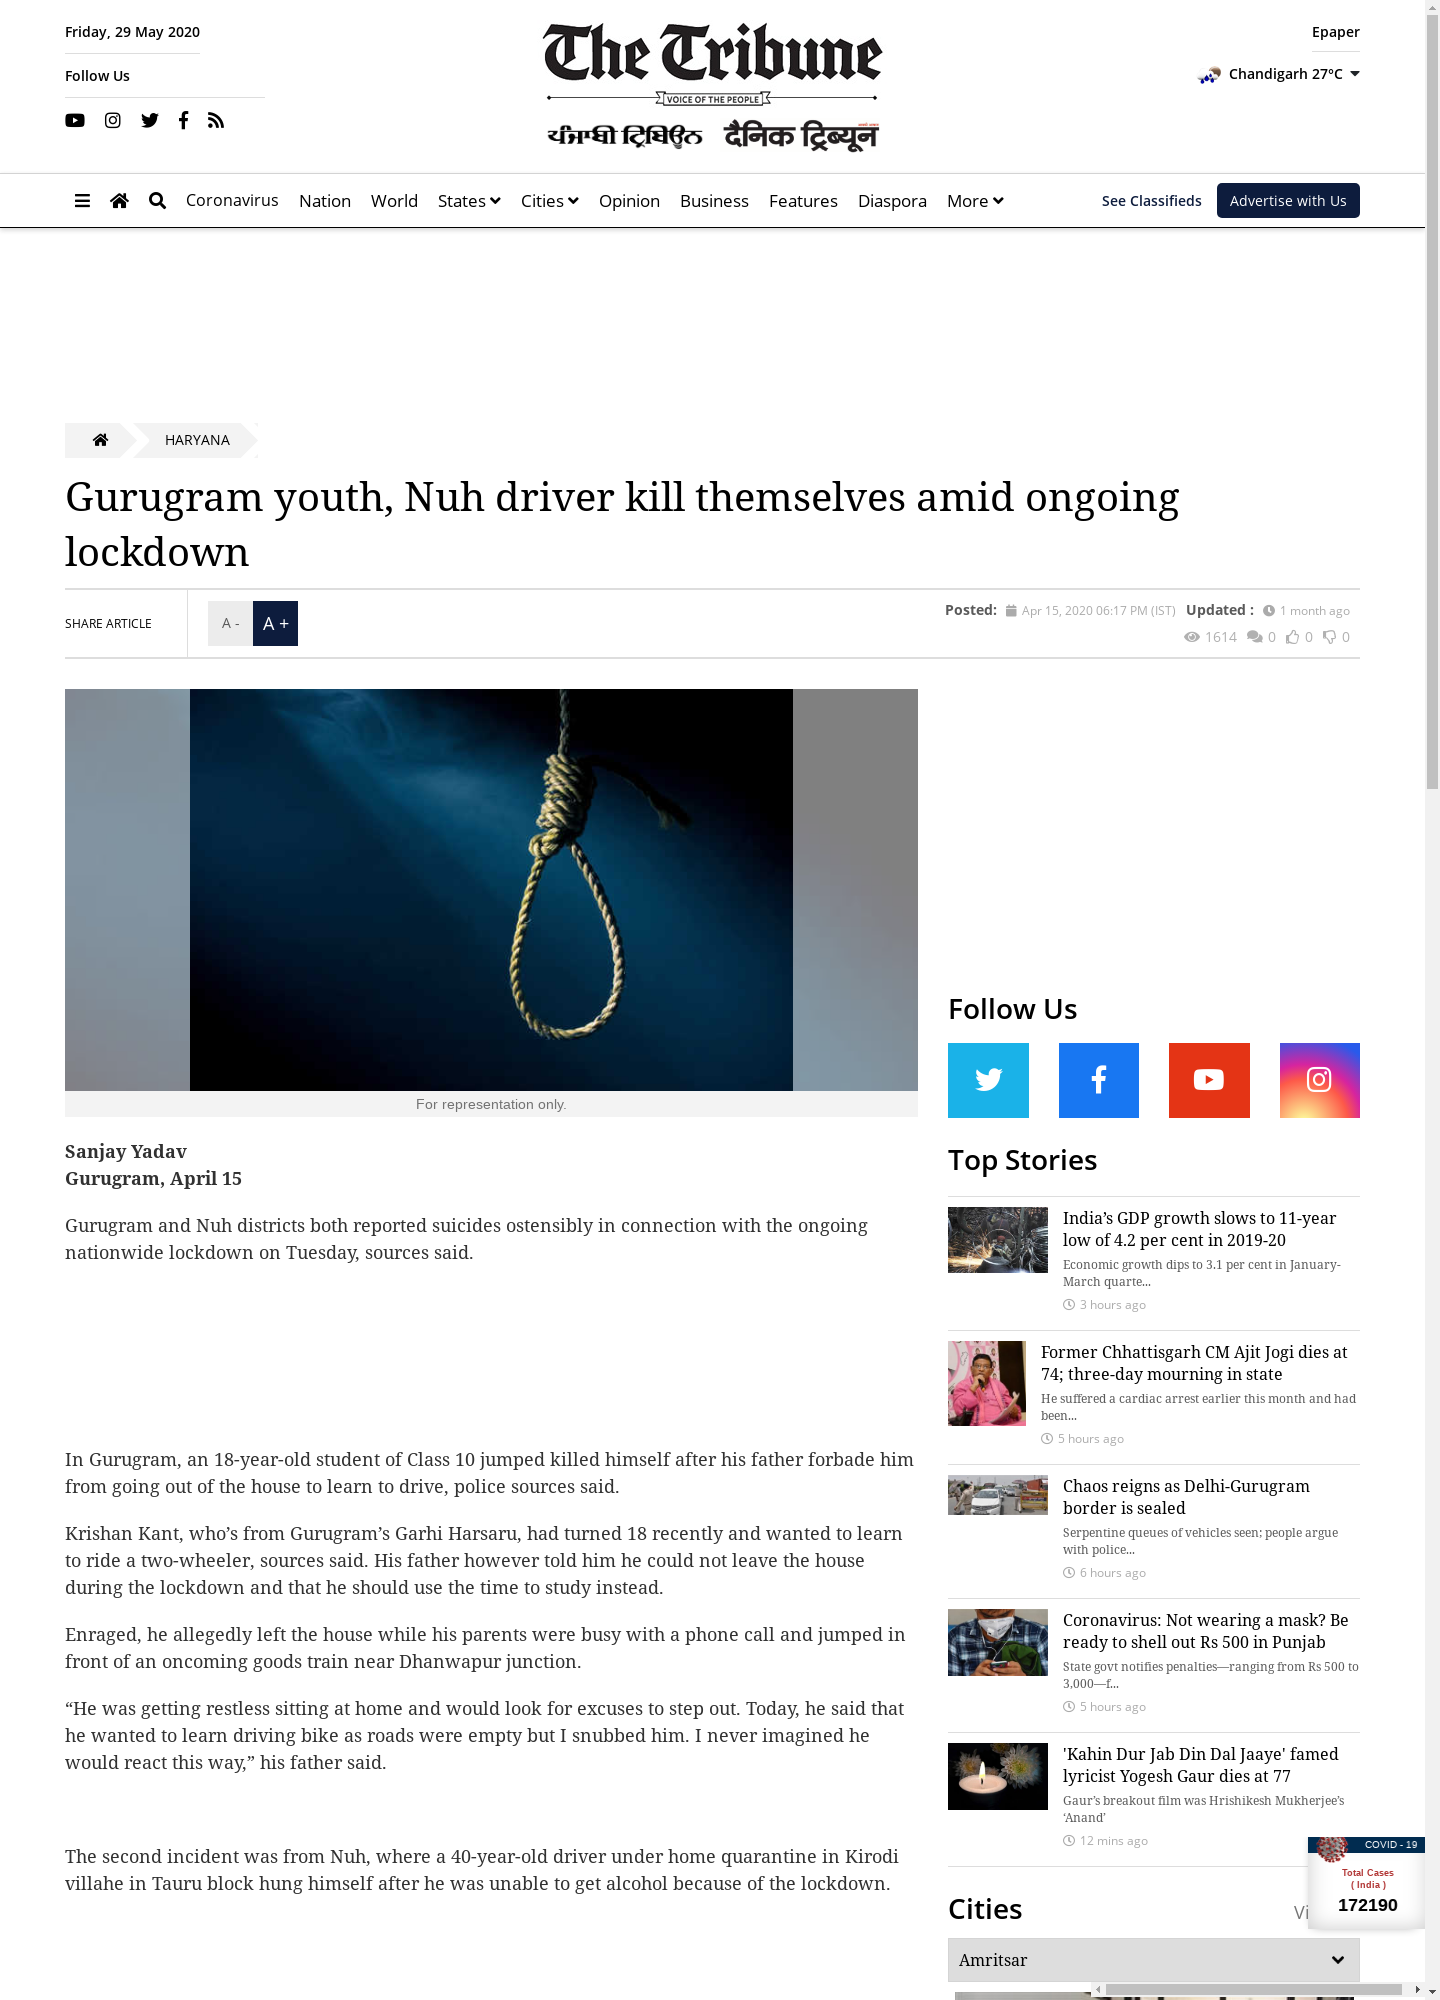 Friday, 29 May 2020
Follow Us
The Tribune
VOICE OF THE PEOPLE
ਪੰਜਾਬੀ ਟ੍ਰਿਬਿਊਨ दैनिक ट्रिब्यून
Epaper
Chandigarh 27°C
Coronavirus Nation World States Cities Opinion Business Features Diaspora More See Classifieds Advertise with Us
HARYANA
Gurugram youth, Nuh driver kill themselves amid ongoing
lockdown
SHARE ARTICLE
A - A +
Posted: Apr 15, 2020 06:17 PM (IST) Updated : 1 month ago
1614 0 0 0
For representation only.
Sanjay Yadav
Gurugram, April 15
Gurugram and Nuh districts both reported suicides ostensibly in connection with the ongoing
nationwide lockdown on Tuesday, sources said.
In Gurugram, an 18-year-old student of Class 10 jumped killed himself after his father forbade him
from going out of the house to learn to drive, police sources said.
Krishan Kant, who’s from Gurugram’s Garhi Harsaru, had turned 18 recently and wanted to learn
to ride a two-wheeler, sources said. His father however told him he could not leave the house
during the lockdown and that he should use the time to study instead.
Enraged, he allegedly left the house while his parents were busy with a phone call and jumped in
front of an oncoming goods train near Dhanwapur junction.
“He was getting restless sitting at home and would look for excuses to step out. Today, he said that
he wanted to learn driving bike as roads were empty but I snubbed him. I never imagined he
would react this way,” his father said.
The second incident was from Nuh, where a 40-year-old driver under home quarantine in Kirodi
villahe in Tauru block hung himself after he was unable to get alcohol because of the lockdown.
Follow Us
Top Stories
India’s GDP growth slows to 11-year
low of 4.2 per cent in 2019-20
Economic growth dips to 3.1 per cent in January-
March quarte...
3 hours ago
Former Chhattisgarh CM Ajit Jogi dies at
74; three-day mourning in state
He suffered a cardiac arrest earlier this month and had
been...
5 hours ago
Chaos reigns as Delhi-Gurugram
border is sealed
Serpentine queues of vehicles seen; people argue
with police...
6 hours ago
Coronavirus: Not wearing a mask? Be
ready to shell out Rs 500 in Punjab
State govt notifies penalties—ranging from Rs 500 to
3,000—f...
5 hours ago
'Kahin Dur Jab Din Dal Jaaye' famed
lyricist Yogesh Gaur dies at 77
Gaur’s breakout film was Hrishikesh Mukherjee’s
‘Anand’
12 mins ago
COVID - 19
Total Cases
( India )
172190
Cities
Amritsar